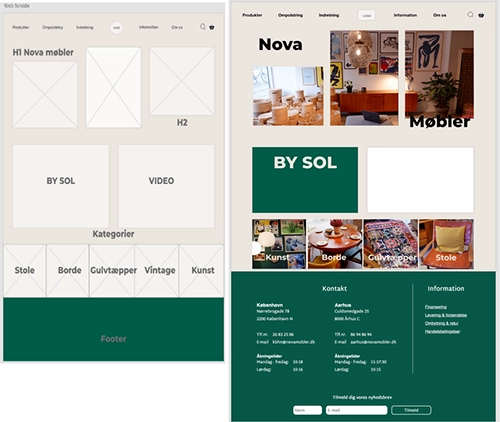 Web forside
Produkter Ompolstring Indretning LOGO Information Om os
H1 Nova møbler
H2
BY SOL
VIDEO
Kategorier
Stole
Borde
Gulvtæpper
Vintage
Kunst
Footer
Produkter Ompolstring Indretning LOGO Information Om os
Nova
Møbler
BY SOL
Kunst
Borde
Gulvtæpper
Stole
Kontakt
København
Nørrebrogade 78
2200 København N
Tlf.nr. 26 83 21 86
E-mail kbhn@novamobler.dk
Åbningstider
Mandag - fredag: 10-18
Lørdag: 10-16
Aarhus
Guldsmedgade 25
8000 Århus C
Tlf.nr. 86 94 86 94
E-mail aarhus@novamobler.dk
Åbningstider
Mandag - fredag: 11-17:30
Lørdag: 10-15
Information
Finansiering
Levering & forsendelse
Ombytning & retur
Handelsbetingelser
Tilmeld dig vores nyhedsbrev
Navn
E-mail
Tilmeld